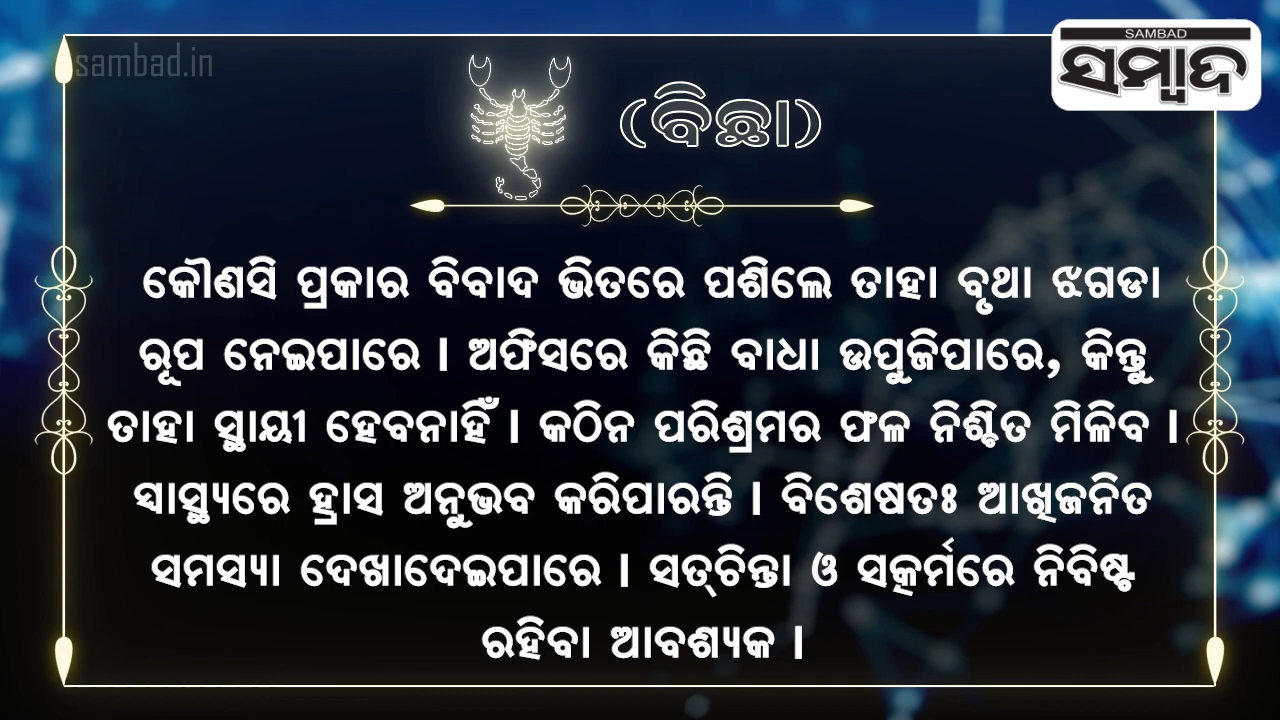 sambad.in
SAMBAD
ସମ୍ବାଦ
(ବିଛା)
କୌଣସି ପ୍ରକାର ବିବାଦ ଭିତରେ ପଶିଲେ ତାହା ବୃଥା ଝଗଡା
ରୂପ ନେଇପାରେ । ଅଫିସରେ କିଛି ବାଧା ଉପୁଜିପାରେ, କିନ୍ତୁ
ତାହା ସ୍ଥାୟୀ ହେବନାହିଁ । କଠିନ ପରିଶ୍ରମର ଫଳ ନିଶ୍ଚିତ ମିଳିବ ।
ସ୍ୱାସ୍ଥ୍ୟରେ ହ୍ରାସ ଅନୁଭବ କରିପାରନ୍ତି । ବିଶେଷତଃ ଆଖିଜନିତ
ସମସ୍ୟା ଦେଖାଦେଇପାରେ । ସତ୍‌ଚିନ୍ତା ଓ ସତ୍କର୍ମରେ ନିବିଷ୍ଟ
ରହିବା ଆବଶ୍ୟକ ।